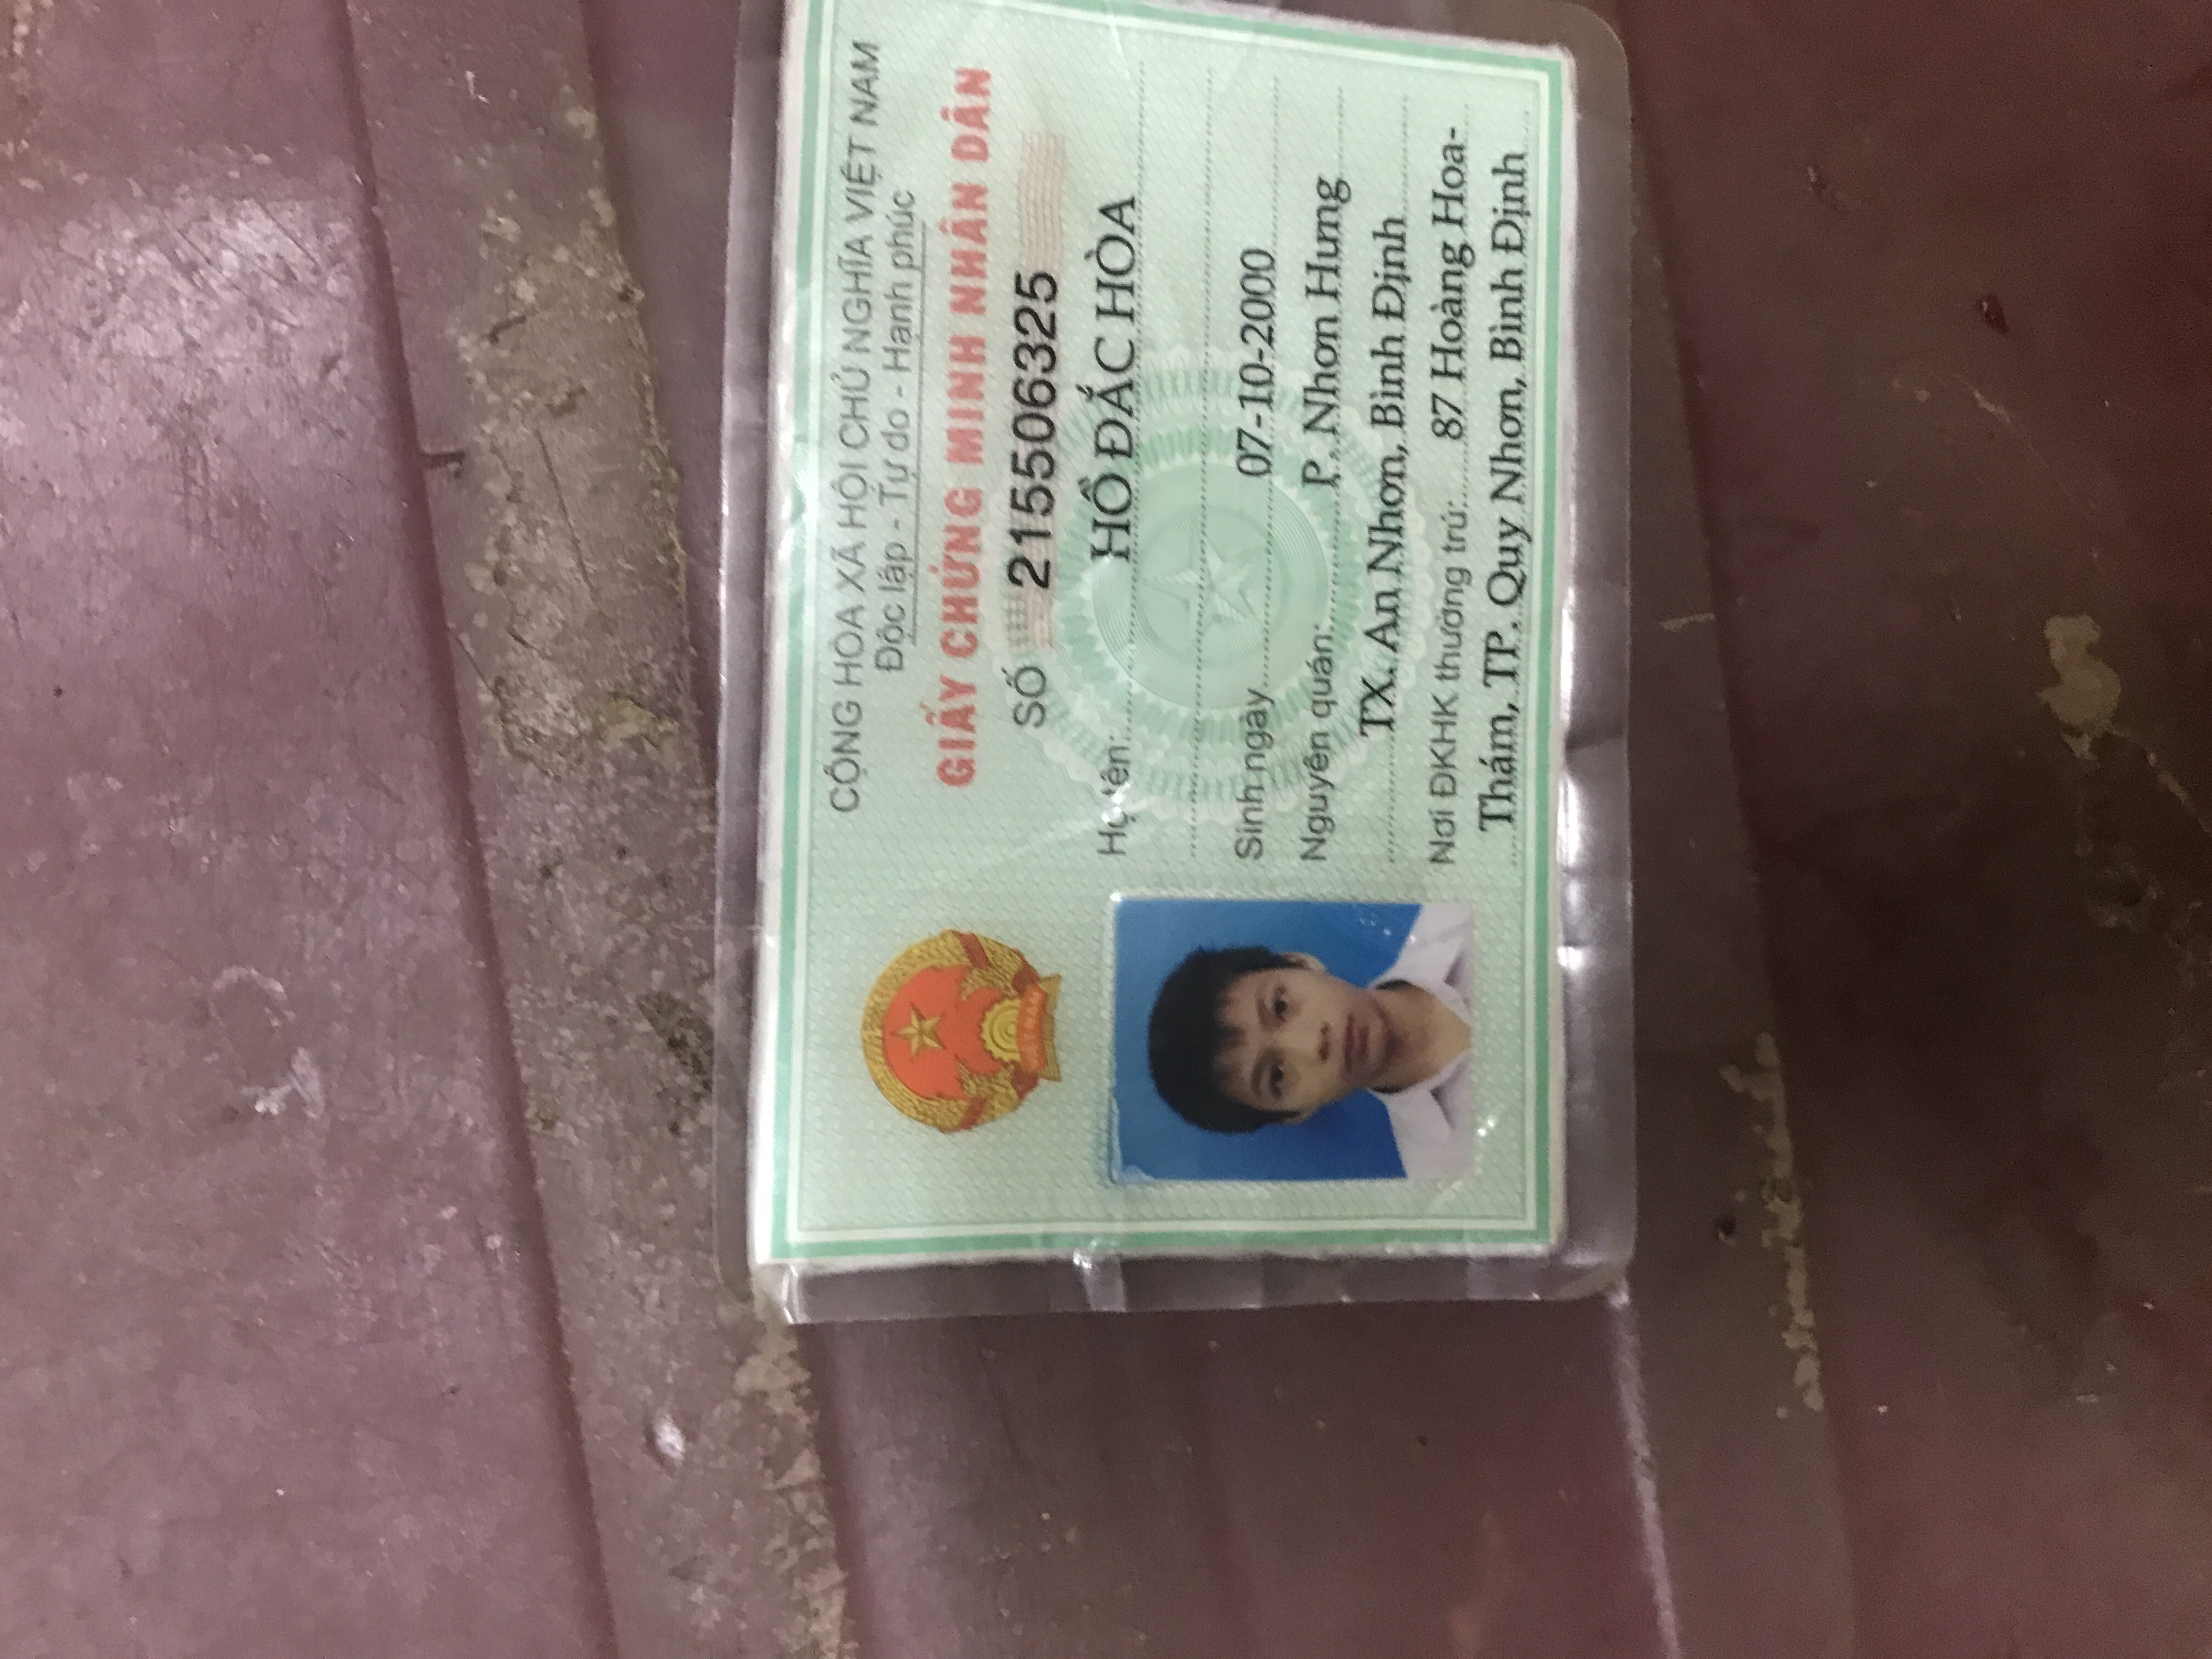 CỘNG HÒA XÃ HỘI CHỦ NGHĨA VIỆT NAM
Độc lập - Tự do - Hạnh phúc
GIẤY CHỨNG MINH NHÂN DÂN
SỐ 215506325
Họ tên: HỒ ĐẮC HÒA
Sinh ngày 07-10-2000
Nguyên quán: P. Nhơn Hưng
TX. An Nhơn, Bình Định
Nơi ĐKHK thường trú: 87 Hoàng Hoa-
Thám, TP. Quy Nhơn, Bình Định
VIỆT NAM